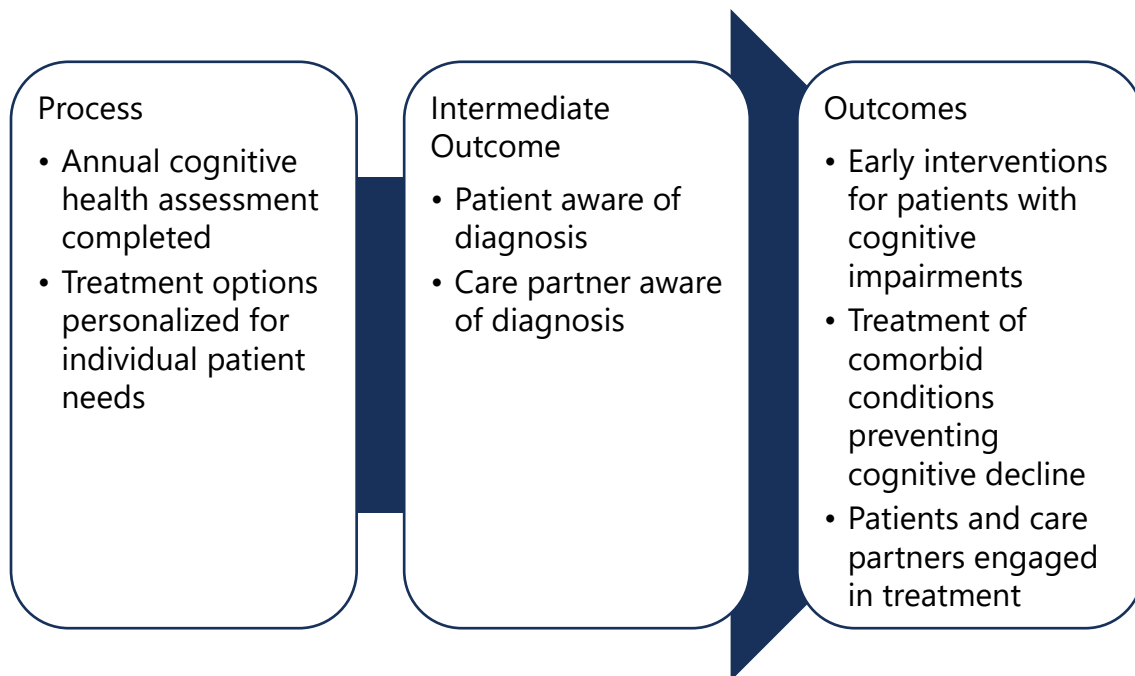 Process
• Annual cognitive
health assessment
completed
• Treatment options
personalized for
individual patient
needs
Intermediate
Outcome
• Patient aware of
diagnosis
• Care partner aware
of diagnosis
Outcomes
• Early interventions
for patients with
cognitive
impairments
• Treatment of
comorbid
conditions
preventing
cognitive decline
• Patients and care
partners engaged
in treatment